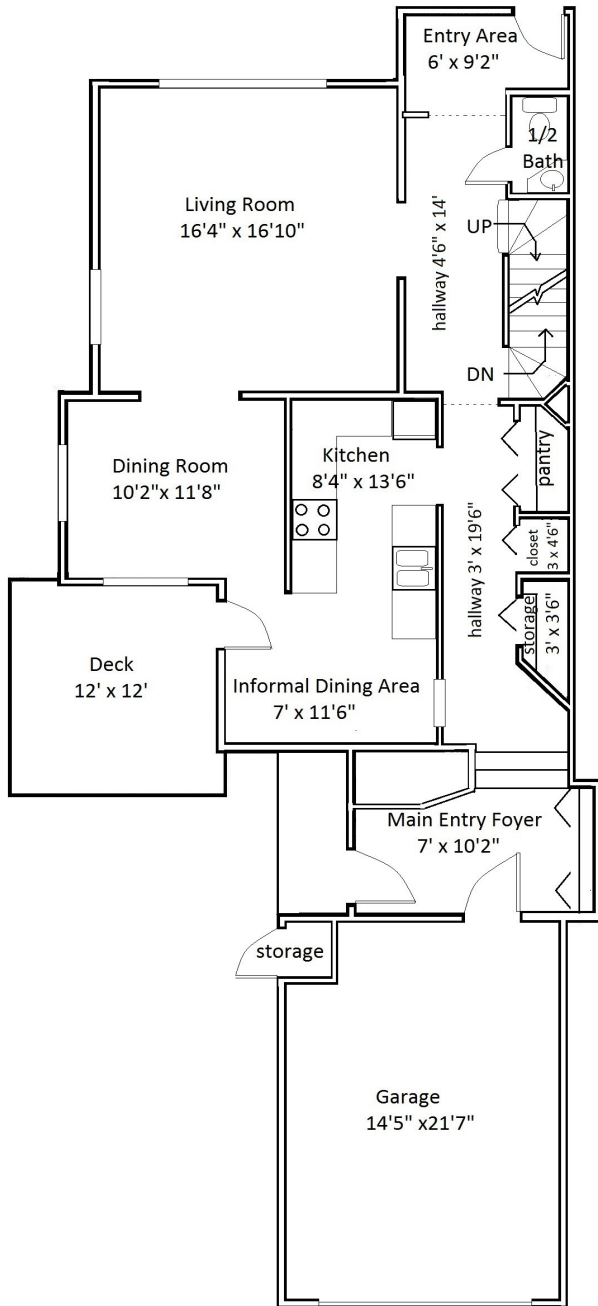 Entry Area
6' x 9'2"
1/2
Bath
Living Room
16'4" x 16'10"
hallway 4'6" x 14'
UP
DN
Kitchen
8'4" x 13'6"
pantry
Dining Room
10'2"x 11'8"
hallway 3' x 19'6"
closet
3 x 4'6"
storage
3' x 3'6"
Deck
12' x 12'
Informal Dining Area
7' x 11'6"
Main Entry Foyer
7' x 10'2"
storage
Garage
14'5" x21'7"